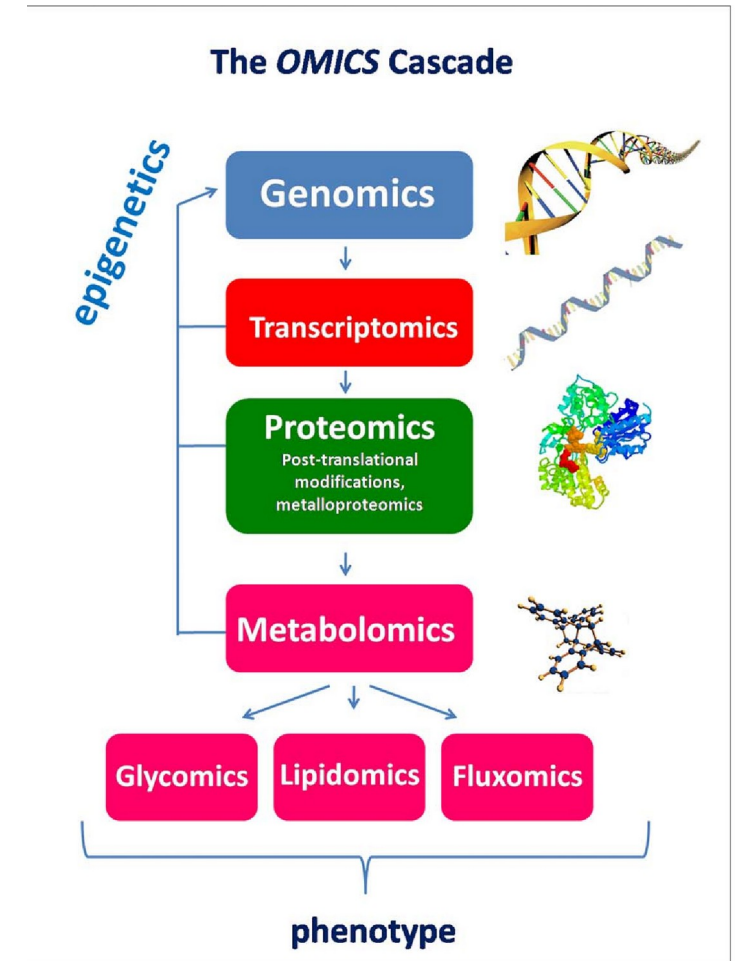 The OMICS Cascade
epigenetics
Genomics
Transcriptomics
Proteomics
Post-translational
modifications,
metalloproteomics
Metabolomics
Glycomics
Lipidomics
Fluxomics
phenotype